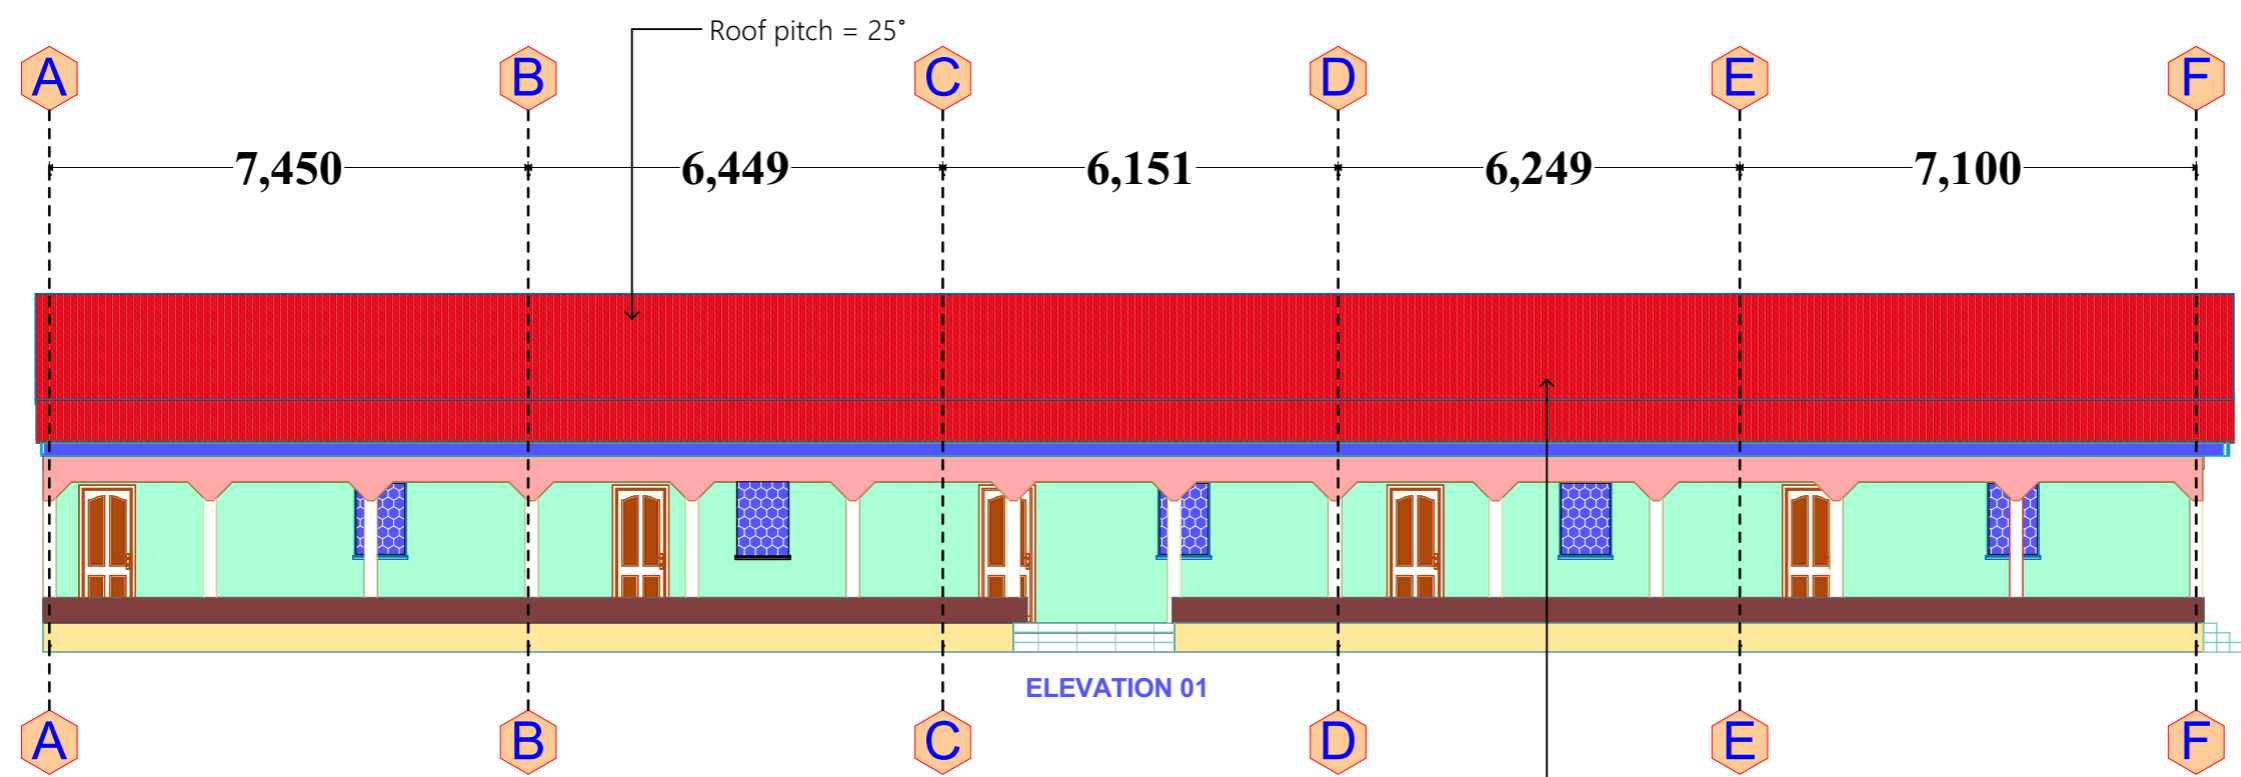 Roof pitch = 25°
A B C D E F
7,450 6,449 6,151 6,249 7,100
ELEVATION 01
A B C D E F